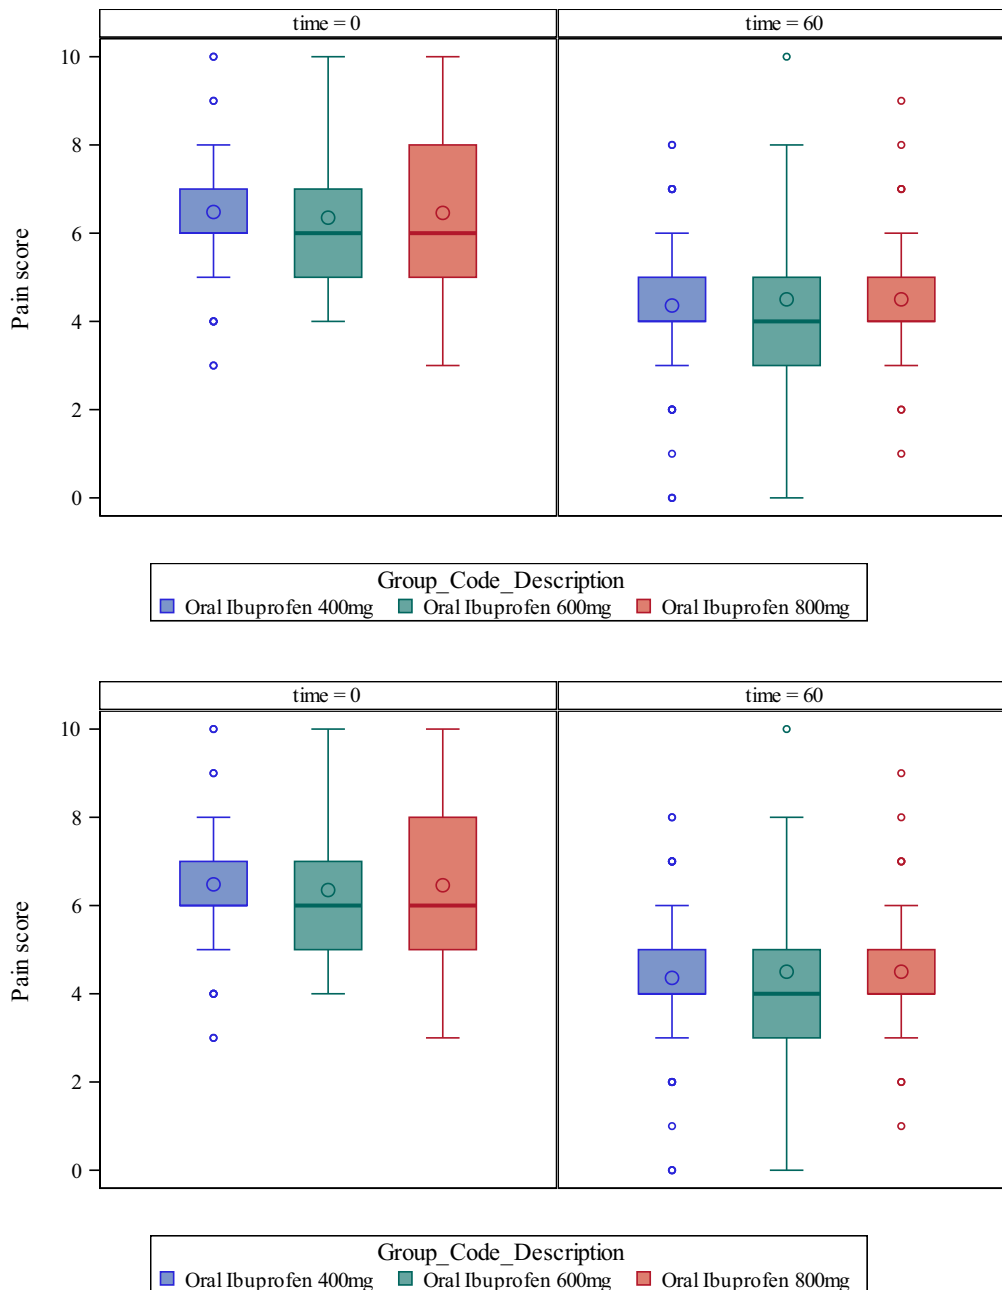 time = 0 time = 60
10
8
6
4
2
0
Pain score
Group_Code_Description
Oral Ibuprofen 400mg Oral Ibuprofen 600mg Oral Ibuprofen 800mg
time = 0 time = 60
10
8
6
4
2
0
Pain score
Group_Code_Description
Oral Ibuprofen 400mg Oral Ibuprofen 600mg Oral Ibuprofen 800mg